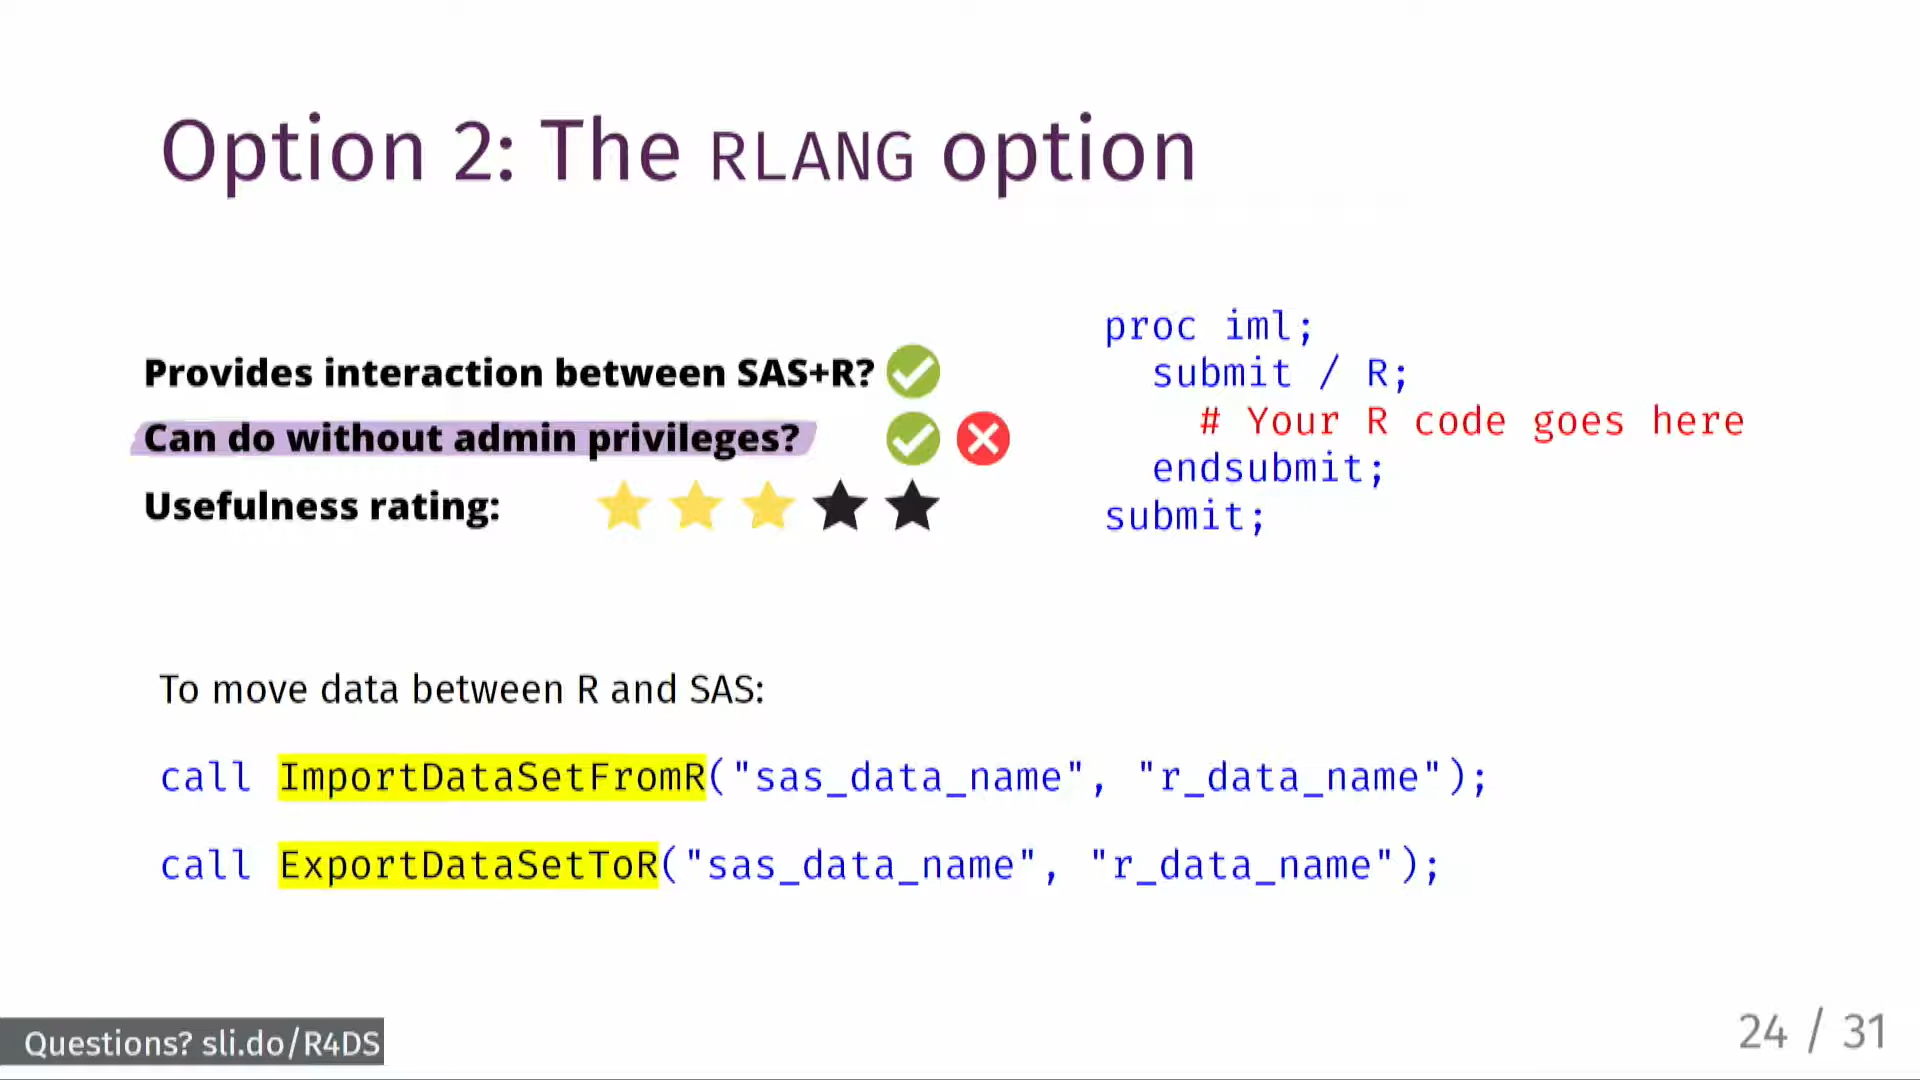 Option 2: The RLANG option
Provides interaction between SAS+R?
Can do without admin privileges?
Usefulness rating:
proc iml;
submit / R;
# Your R code goes here
endsubmit;
submit;
To move data between R and SAS:
call ImportDataSetFromR("sas_data_name", "r_data_name");
call ExportDataSetToR("sas_data_name", "r_data_name");
Questions? sli.do/R4DS
24 / 31